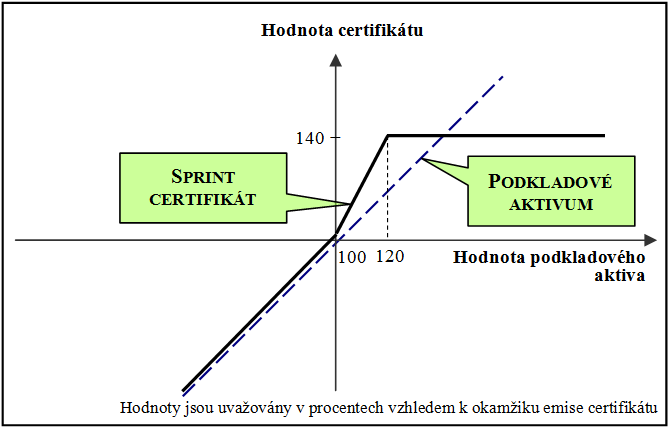 Hodnota certifikátu
140
SPRINT
CERTIFIKÁT
PODKLADOVÉ
AKTIVUM
100
120
Hodnota podkladového
aktiva
Hodnoty jsou uvažovány v procentech vzhledem k okamžiku emise certifikátu